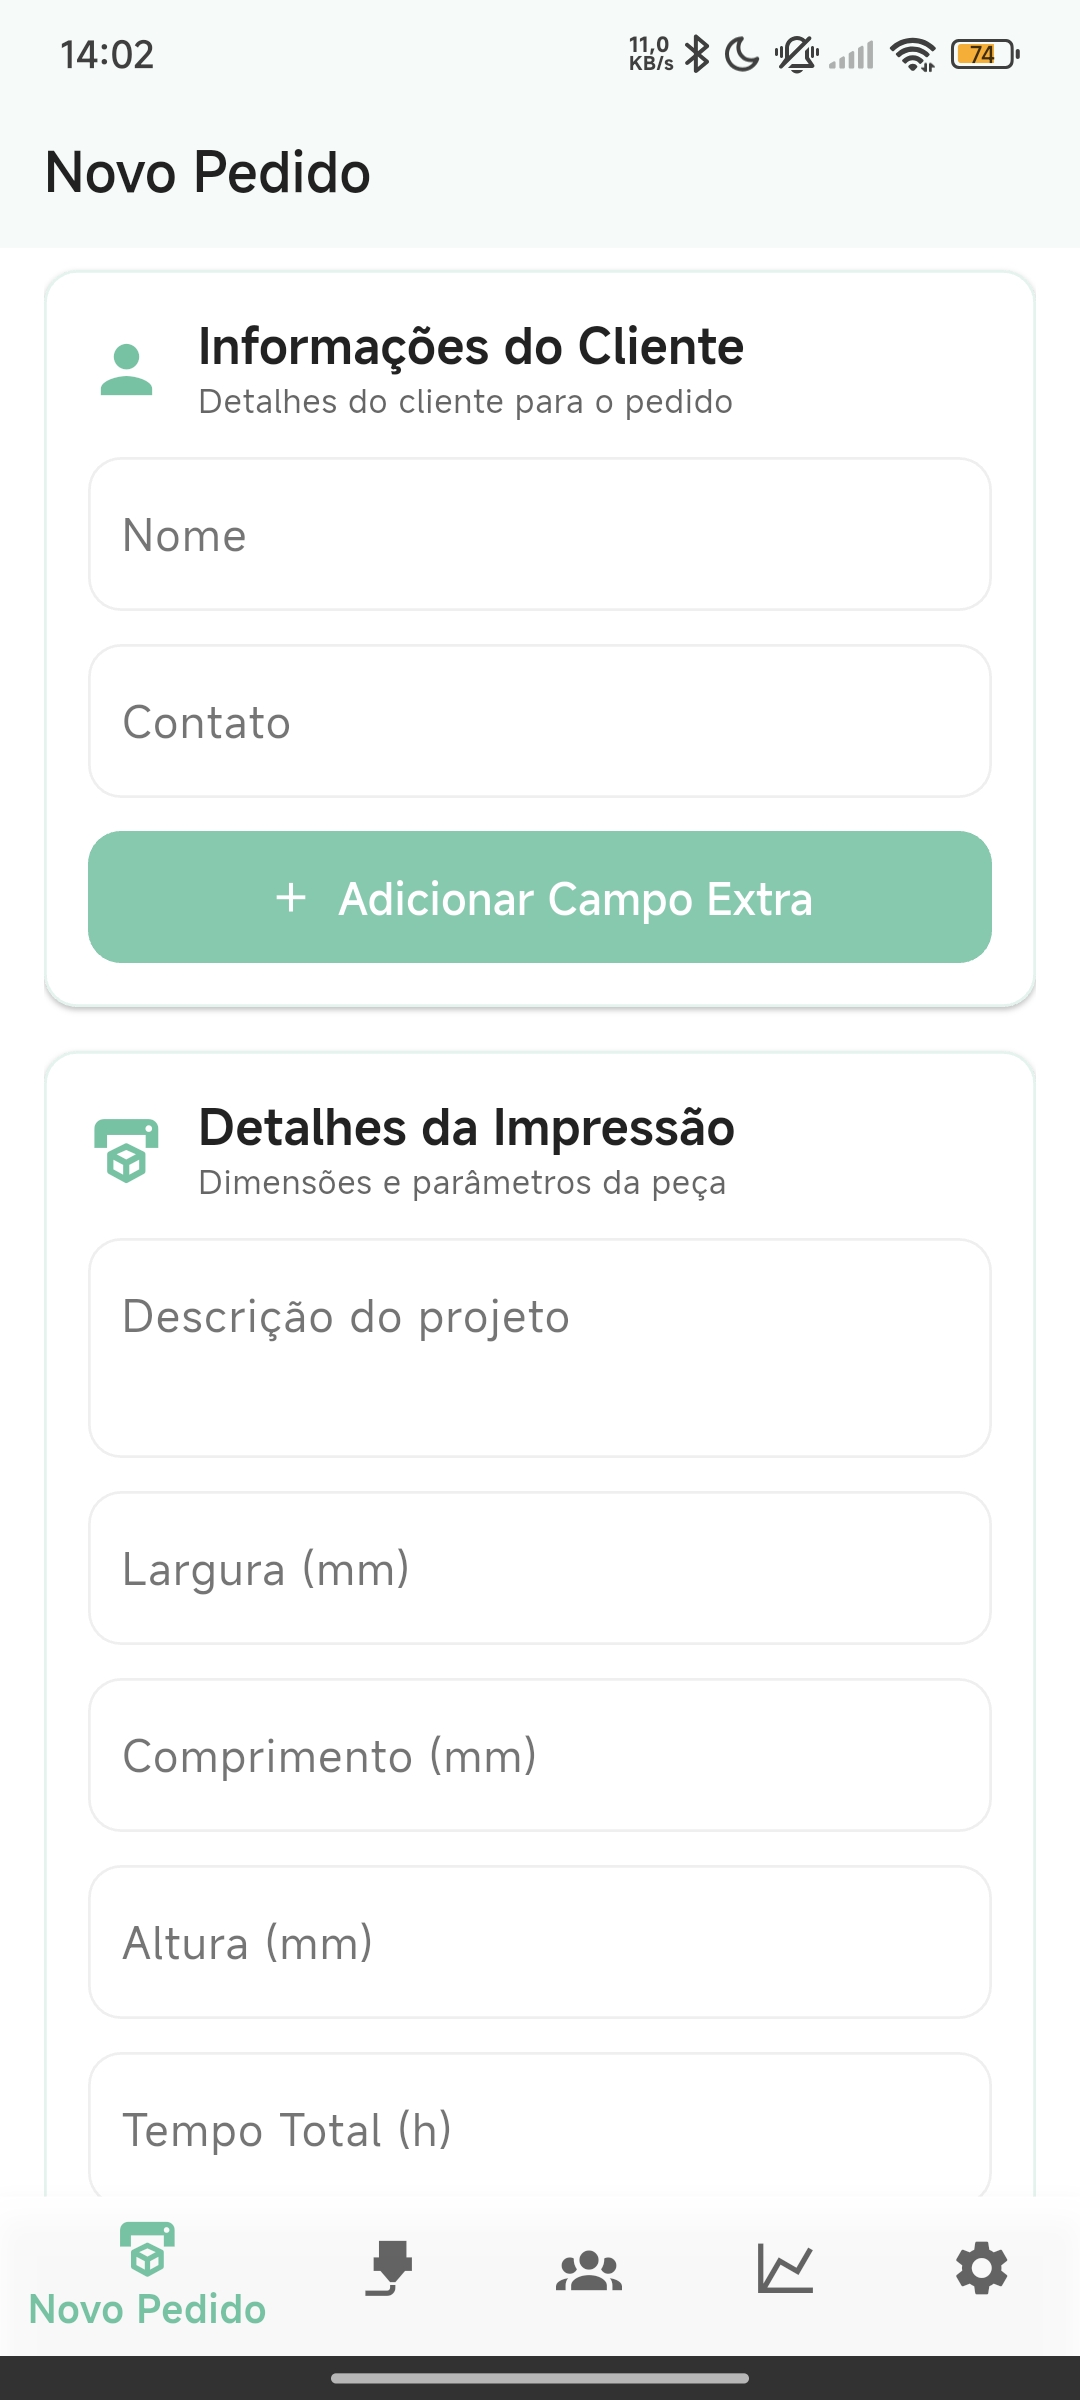 14:02
11,0
KB/s
74
Novo Pedido
Informações do Cliente
Detalhes do cliente para o pedido
Nome
Contato
+ Adicionar Campo Extra
Detalhes da Impressão
Dimensões e parâmetros da peça
Descrição do projeto
Largura (mm)
Comprimento (mm)
Altura (mm)
Tempo Total (h)
Novo Pedido